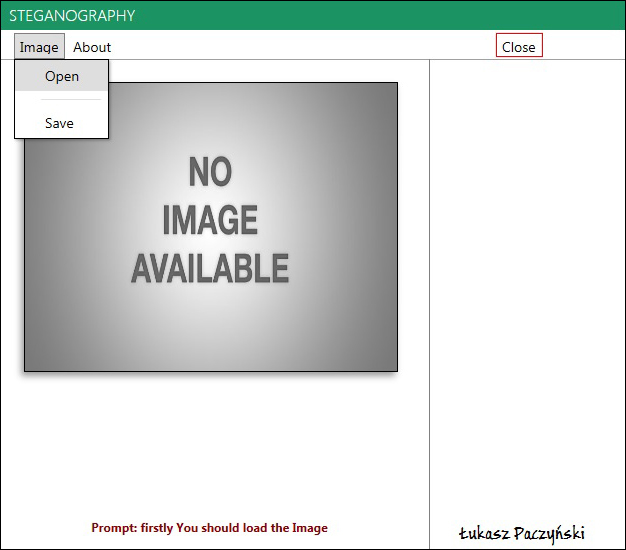 STEGANOGRAPHY
Image About Close
Open
Save
NO
IMAGE
AVAILABLE
Prompt: firstly You should load the Image
Łukasz Paczyński